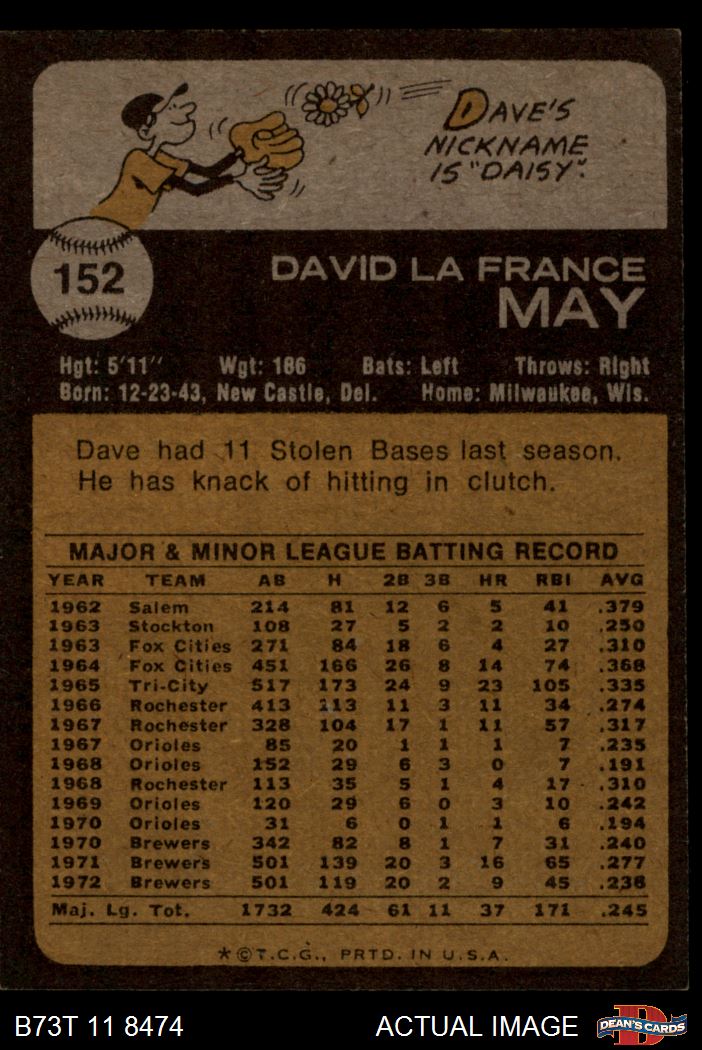 DAVE'S
NICKNAME
IS "DAISY".
152
DAVID LA FRANCE
MAY
Hgt: 5'11" Wgt: 186 Bats: Left Throws: Right
Born: 12-23-43, New Castle, Del. Home: Milwaukee, Wis.
Dave had 11 Stolen Bases last season.
He has knack of hitting in clutch.
MAJOR & MINOR LEAGUE BATTING RECORD
YEAR TEAM AB H 2B 3B HR RBI AVG
1962 Salem 214 81 12 6 5 41 .379
1963 Stockton 108 27 5 2 2 10 .250
1963 Fox Cities 271 84 18 6 4 27 .310
1964 Fox Cities 451 166 26 8 14 74 .368
1965 Tri-City 517 173 24 9 23 105 .335
1966 Rochester 413 113 11 3 11 34 .274
1967 Rochester 328 104 17 1 11 57 .317
1967 Orioles 85 20 1 1 1 7 .235
1968 Orioles 152 29 6 3 0 7 .191
1968 Rochester 113 35 5 1 4 17 .310
1969 Orioles 120 29 6 0 3 10 .242
1970 Orioles 31 6 0 1 1 6 .194
1970 Brewers 342 82 8 1 7 31 .240
1971 Brewers 501 139 20 3 16 65 .277
1972 Brewers 501 119 20 2 9 45 .238
Maj. Lg. Tot. 1732 424 61 11 37 171 .245
*©T.C.G., PRTD. IN U.S.A.
B73T 11 8474 ACTUAL IMAGE DEAN'S CARDS